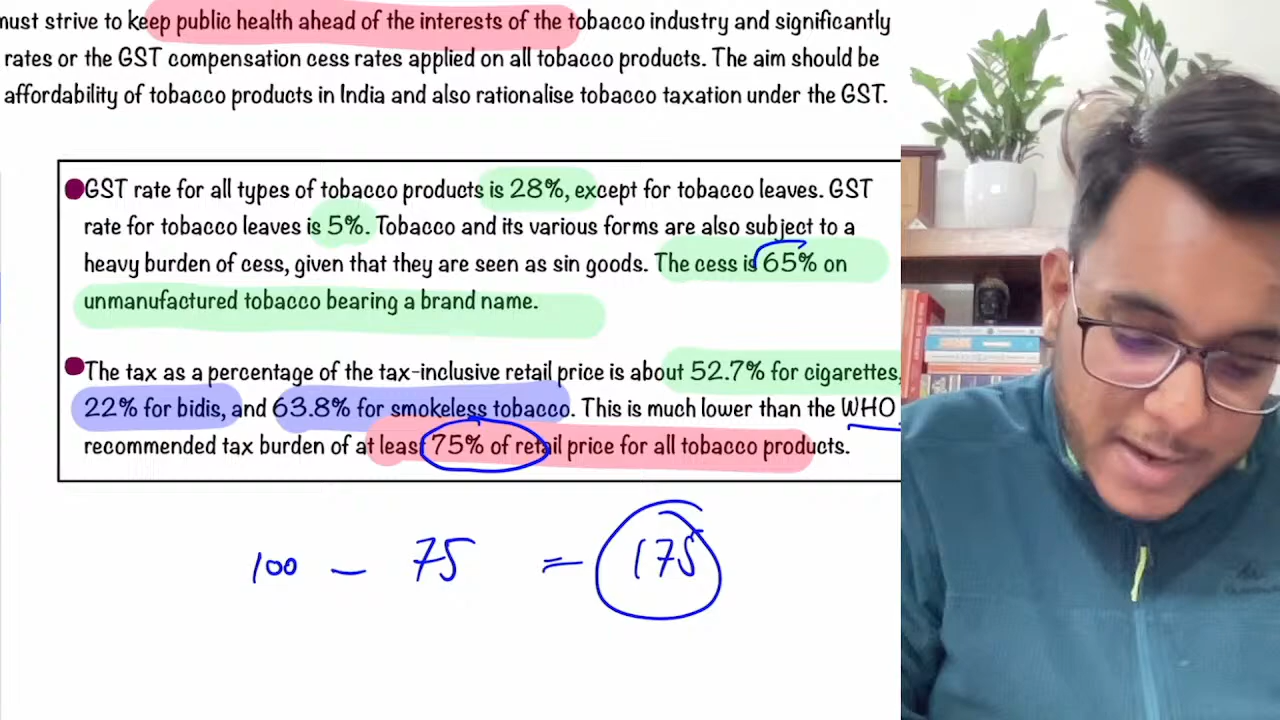 must strive to keep public health ahead of the interests of the tobacco industry and significantly
rates or the GST compensation cess rates applied on all tobacco products. The aim should be
affordability of tobacco products in India and also rationalise tobacco taxation under the GST.
GST rate for all types of tobacco products is 28%, except for tobacco leaves. GST
rate for tobacco leaves is 5%. Tobacco and its various forms are also subject to a
heavy burden of cess, given that they are seen as sin goods. The cess is 65% on
unmanufactured tobacco bearing a brand name.
The tax as a percentage of the tax-inclusive retail price is about 52.7% for cigarettes,
22% for bidis, and 63.8% for smokeless tobacco. This is much lower than the WHO
recommended tax burden of at least 75% of retail price for all tobacco products.
100 – 75 = 175